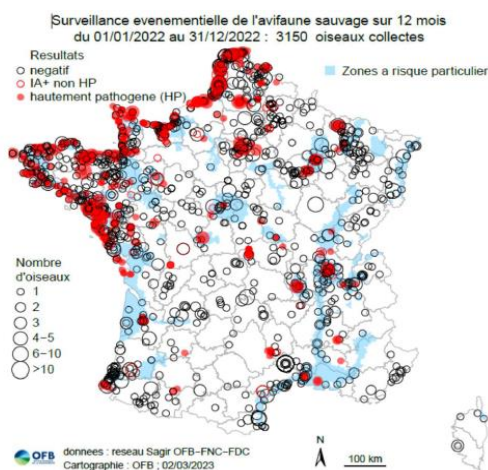 Surveillance evenementielle de l'avifaune sauvage sur 12 mois
du 01/01/2022 au 31/12/2022 : 3150 oiseaux collectes
Resultats
negatif
IA+ non HP
hautement pathogene (HP)
Zones a risque particulier
Nombre
d'oiseaux
1
2
3
4-5
6-10
>10
OFB
donnees : reseau Sagir OFB-FNC-FDC
Cartographie : OFB ; 02/03/2023
N
100 km